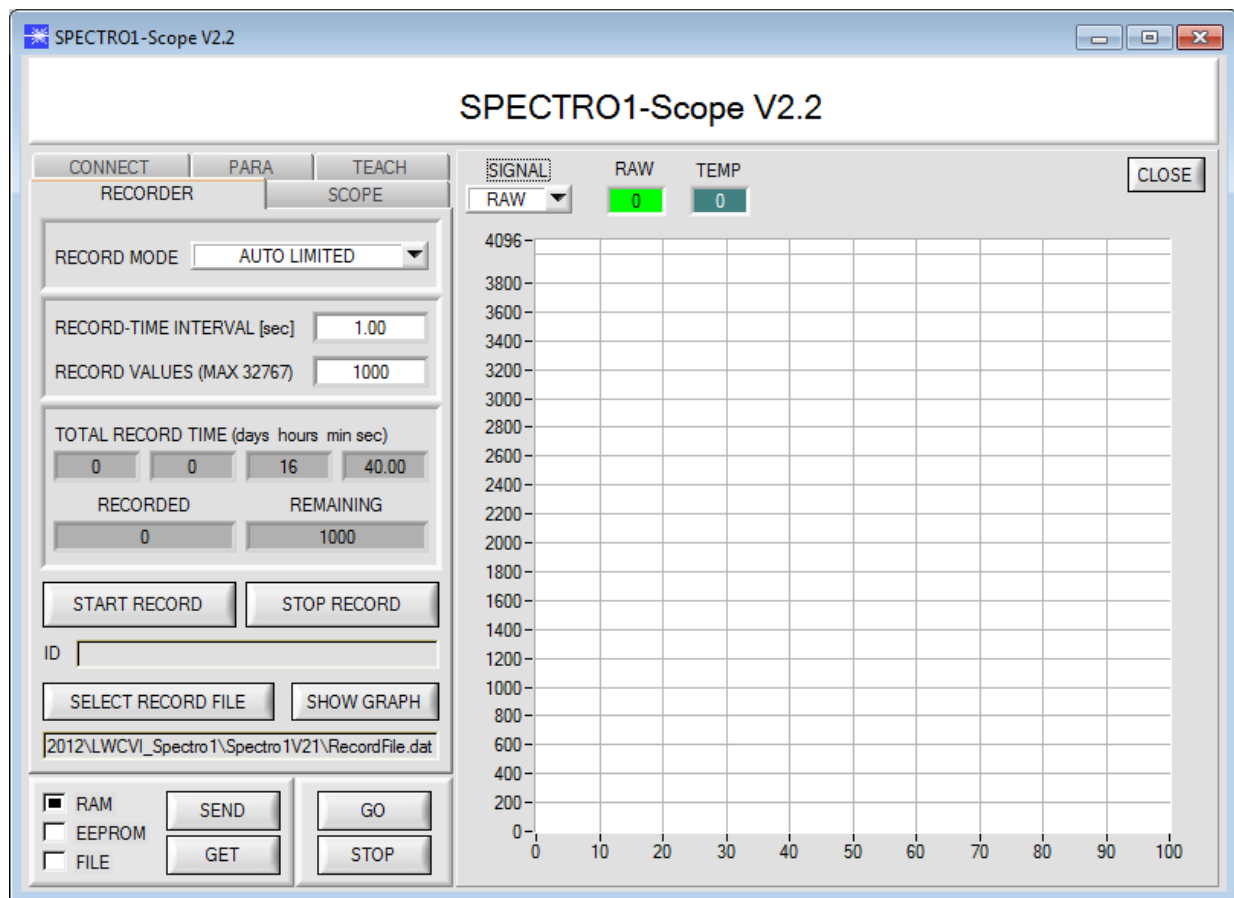 SPECTRO1-Scope V2.2
SPECTRO1-Scope V2.2
CONNECT PARA TEACH
RECORDER SCOPE
RECORD MODE AUTO LIMITED
RECORD-TIME INTERVAL [sec] 1.00
RECORD VALUES (MAX 32767) 1000
TOTAL RECORD TIME (days hours min sec)
0 0 16 40.00
RECORDED REMAINING
0 1000
START RECORD STOP RECORD
ID
SELECT RECORD FILE SHOW GRAPH
2012\LWCVI_Spectro1\Spectro1V21\RecordFile.dat
RAM
EEPROM
FILE
SEND
GET
GO
STOP
SIGNAL RAW TEMP
RAW 0 0
CLOSE
4096
3800
3600
3400
3200
3000
2800
2600
2400
2200
2000
1800
1600
1400
1200
1000
800
600
400
200
0
0 10 20 30 40 50 60 70 80 90 100